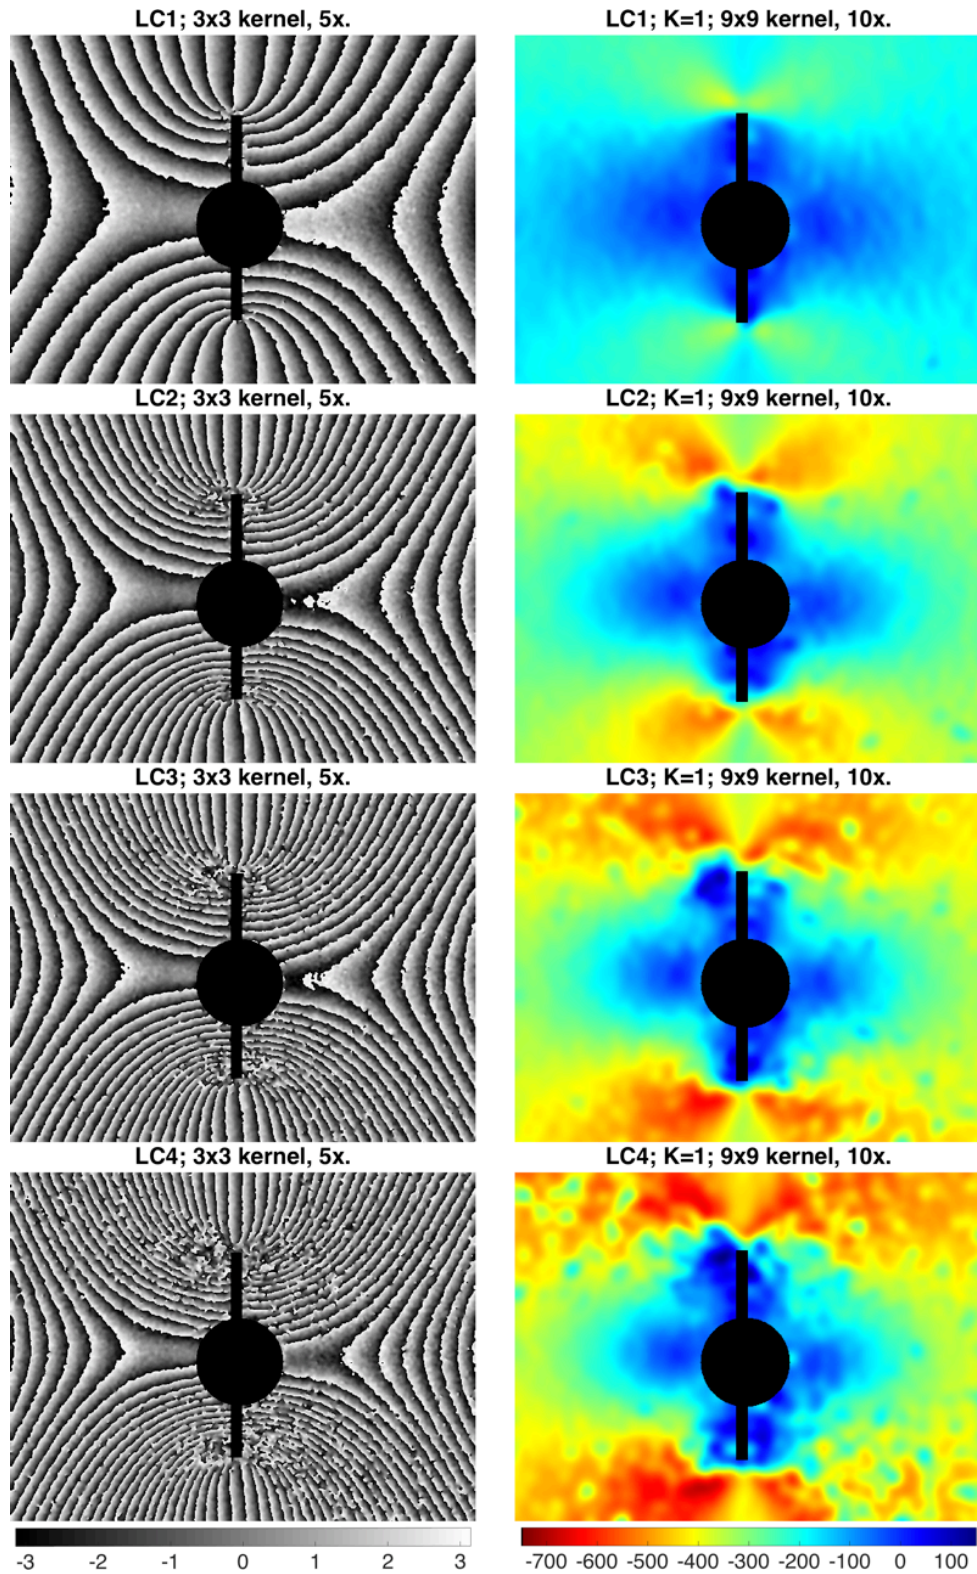 LC1; 3x3 kernel, 5x.
LC1; K=1; 9x9 kernel, 10x.
LC2; 3x3 kernel, 5x.
LC2; K=1; 9x9 kernel, 10x.
LC3; 3x3 kernel, 5x.
LC3; K=1; 9x9 kernel, 10x.
LC4; 3x3 kernel, 5x.
LC4; K=1; 9x9 kernel, 10x.
-3 -2 -1 0 1 2 3
-700 -600 -500 -400 -300 -200 -100 0 100